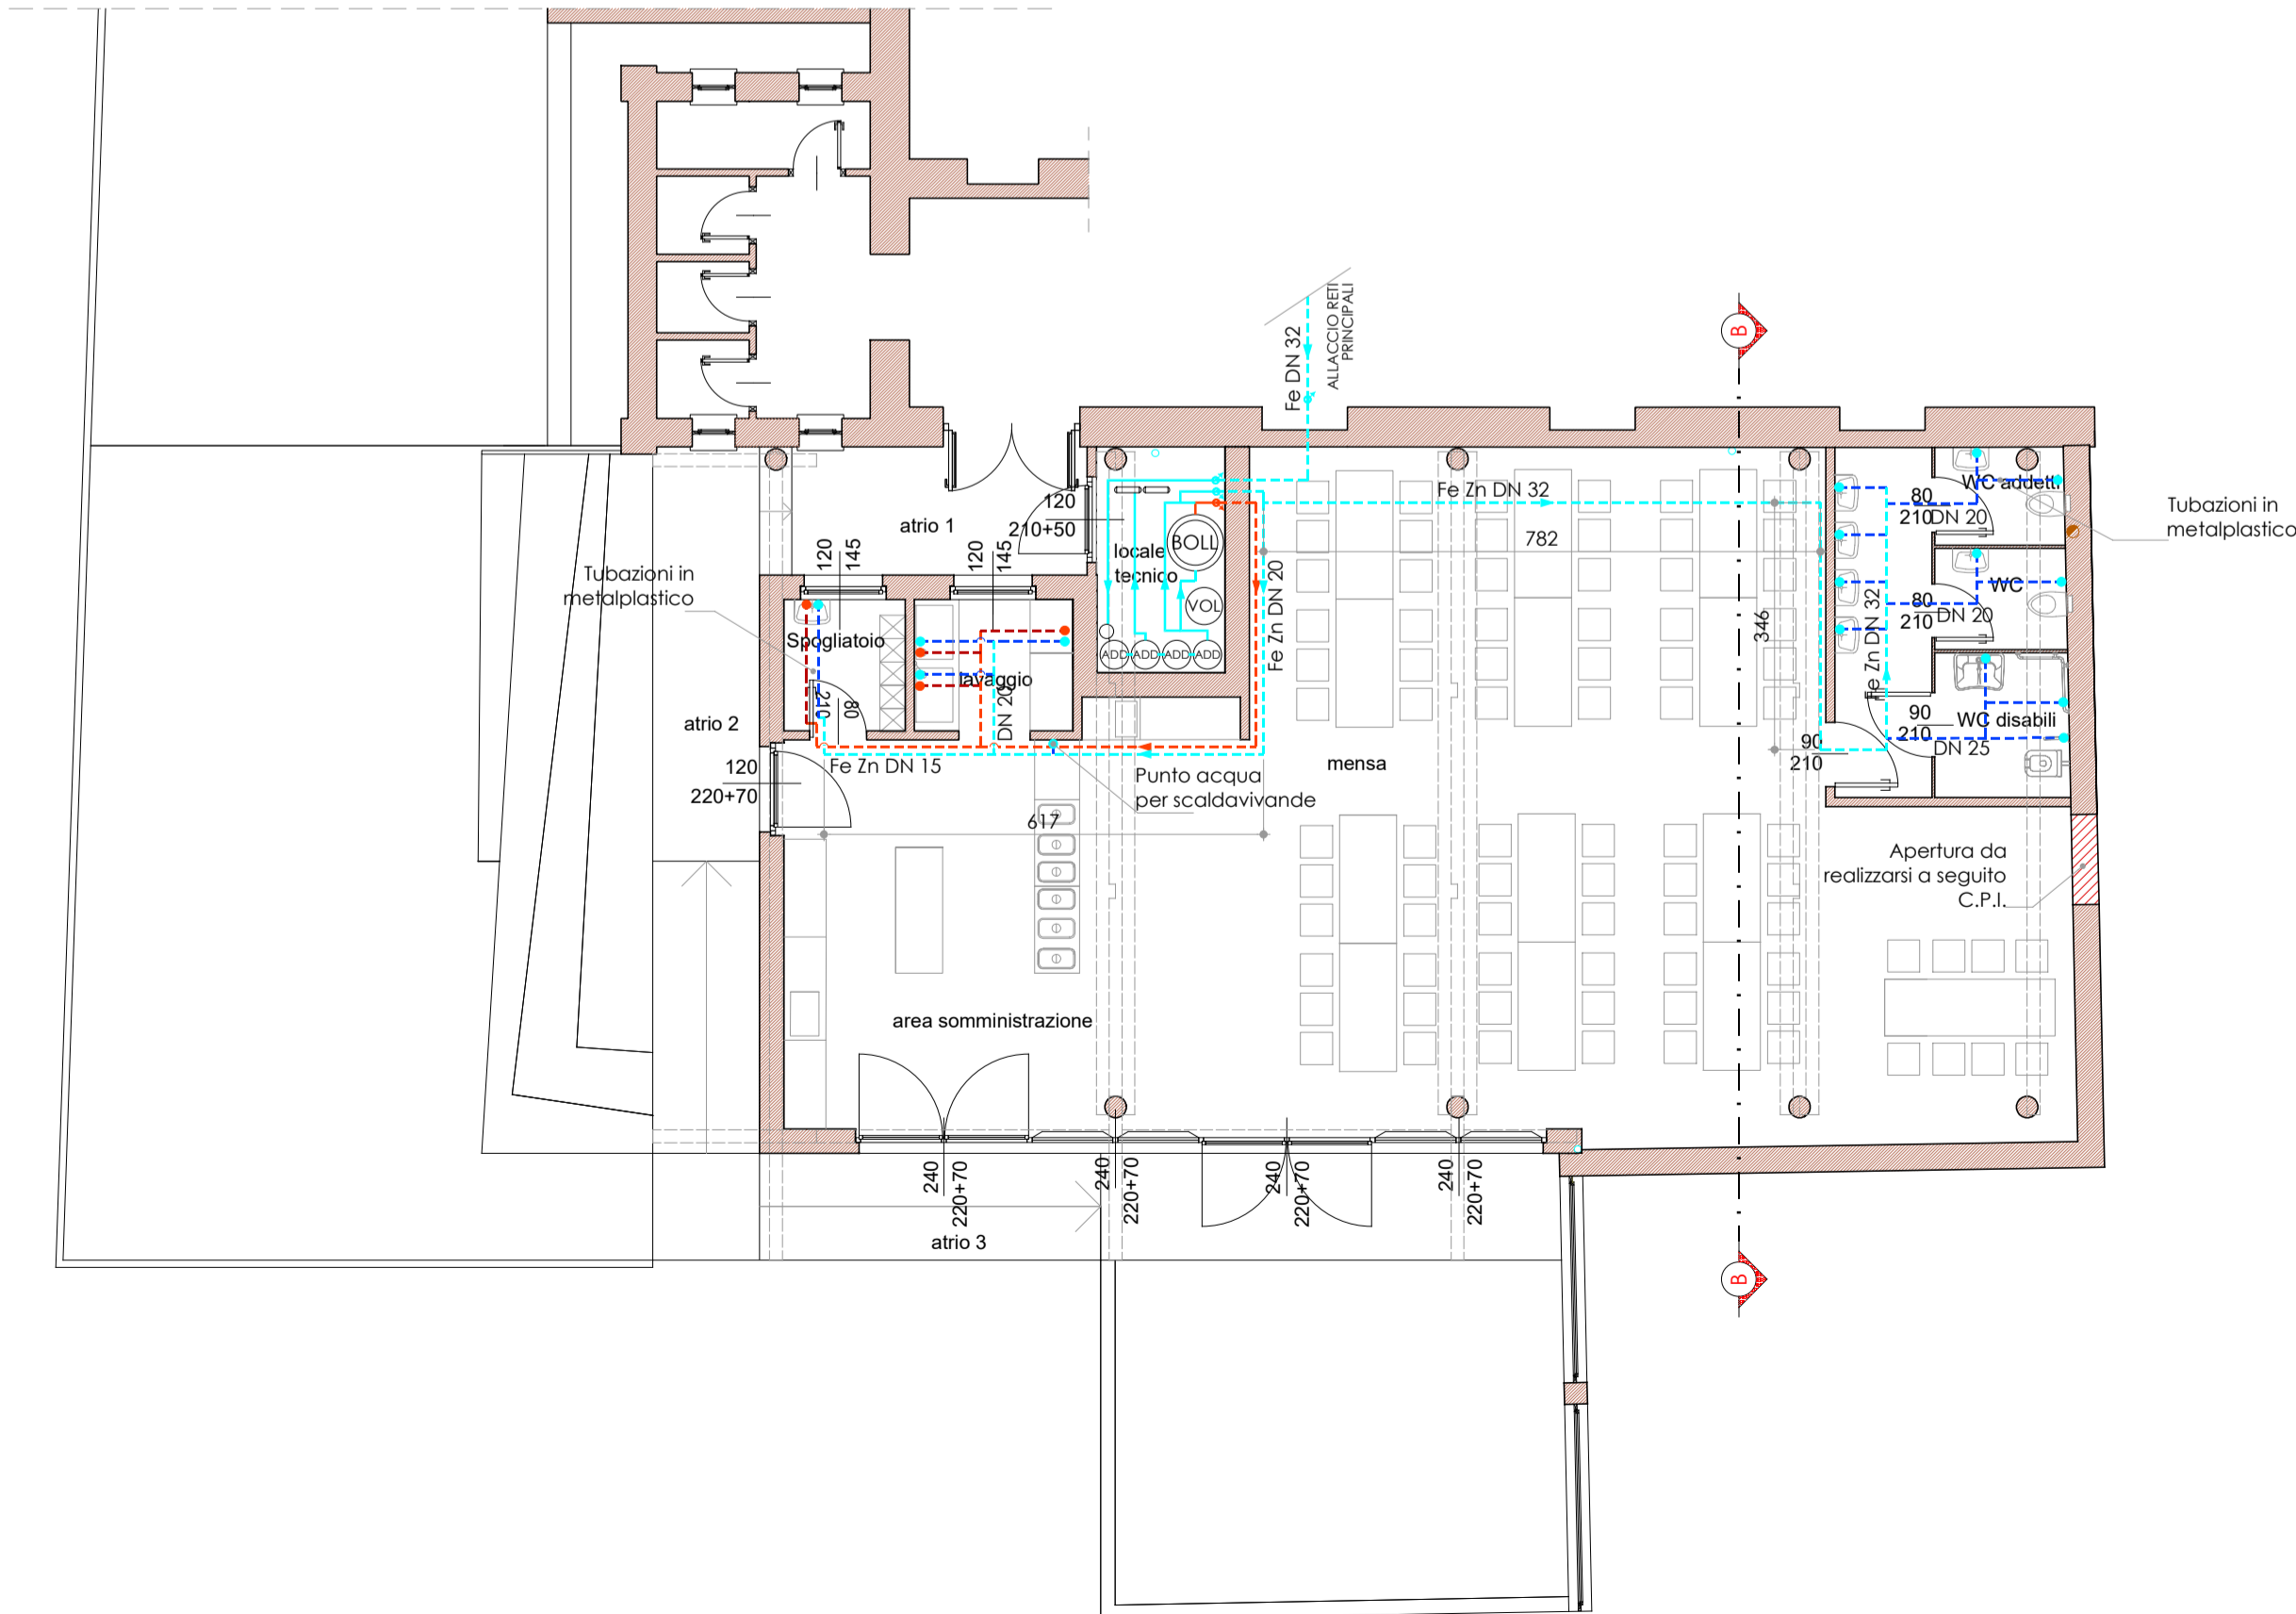 Fe DN 32
ALLACCIO RETI
PRINCIPALI
B
Fe Zn DN 32
120
210+50
atrio 1
locale
tecnico
BOLL
VOL
ADD
ADD
ADD
ADD
782
346
Fe Zn DN 20
80
210
WC addetti
DN 20
Tubazioni in
metalplastico
WC
80
210
DN 20
Fe Zn DN 32
90
210
WC disabili
DN 25
90
210
120
145
120
145
Tubazioni in
metalplastico
Spogliatoio
lavaggio
DN 20
80
210
atrio 2
120
220+70
Fe Zn DN 15
Punto acqua
per scaldavivande
617
mensa
Apertura da
realizzarsi a seguito
C.P.I.
area somministrazione
240
220+70
240
220+70
240
220+70
240
220+70
atrio 3
B